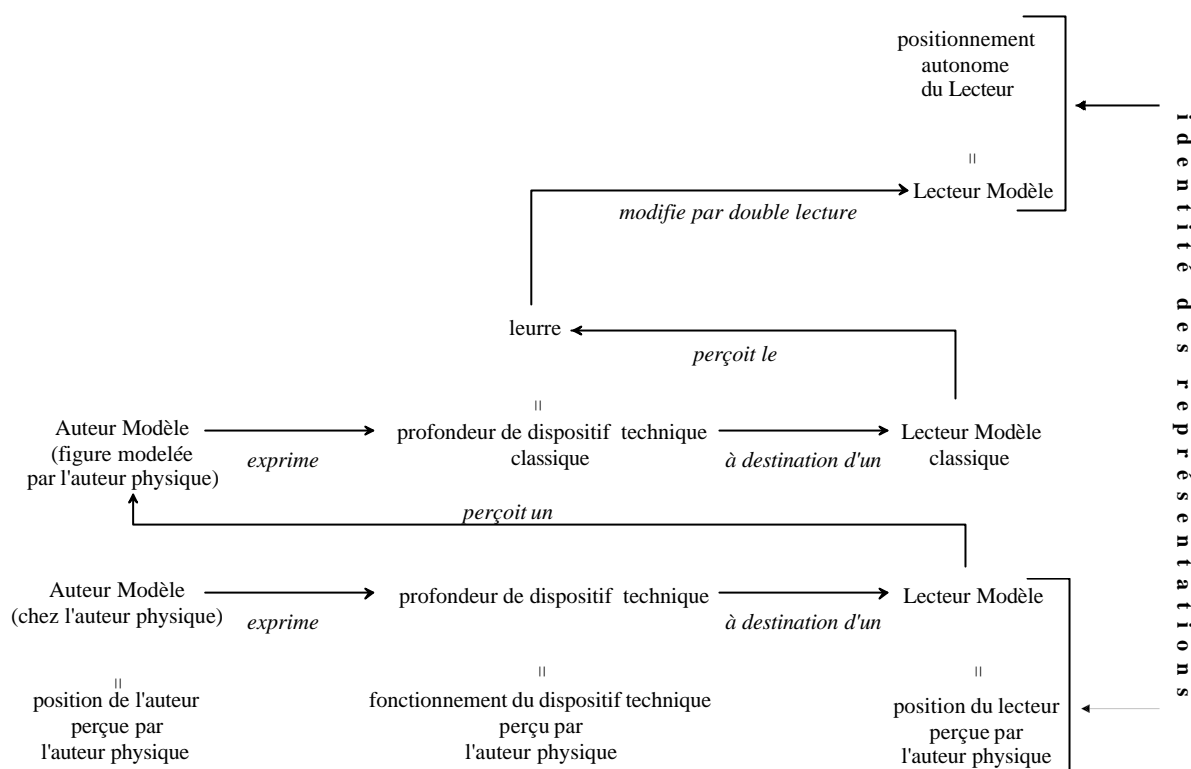 positionnement
autonome
du Lecteur
=
Lecteur Modèle
modifie par double lecture
leurre
perçoit le
=
Auteur Modèle
(figure modelée
par l'auteur physique)
exprime
profondeur de dispositif technique
classique
à destination d'un
Lecteur Modèle
classique
perçoit un
Auteur Modèle
(chez l'auteur physique)
exprime
profondeur de dispositif technique
à destination d'un
Lecteur Modèle
=
position de l'auteur
perçue par
l'auteur physique
=
fonctionnement du dispositif technique
perçu par
l'auteur physique
=
position du lecteur
perçue par
l'auteur physique
identité des représentations